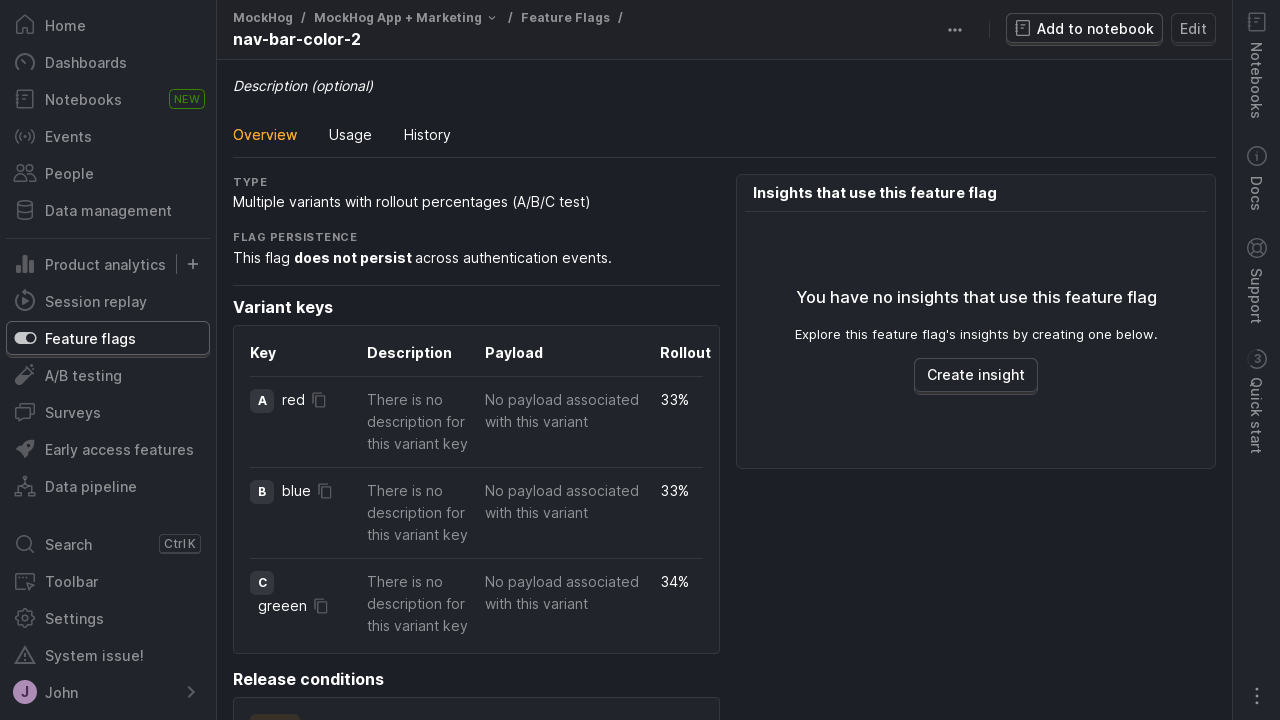 Home
Dashboards
Notebooks NEW
Events
People
Data management
Product analytics
Session replay
Feature flags
A/B testing
Surveys
Early access features
Data pipeline
Search Ctrl K
Toolbar
Settings
System issue!
J John
MockHog / MockHog App + Marketing / Feature Flags /
nav-bar-color-2
Add to notebook
Edit
Description (optional)
Overview Usage History
TYPE
Multiple variants with rollout percentages (A/B/C test)
FLAG PERSISTENCE
This flag does not persist across authentication events.
Variant keys
Key Description Payload Rollout
A red There is no No payload associated 33%
description for with this variant
this variant key
B blue There is no No payload associated 33%
description for with this variant
this variant key
C There is no No payload associated 34%
greeen description for with this variant
this variant key
Release conditions
Insights that use this feature flag
You have no insights that use this feature flag
Explore this feature flag's insights by creating one below.
Create insight
Notebooks
Docs
Support
3
Quick start